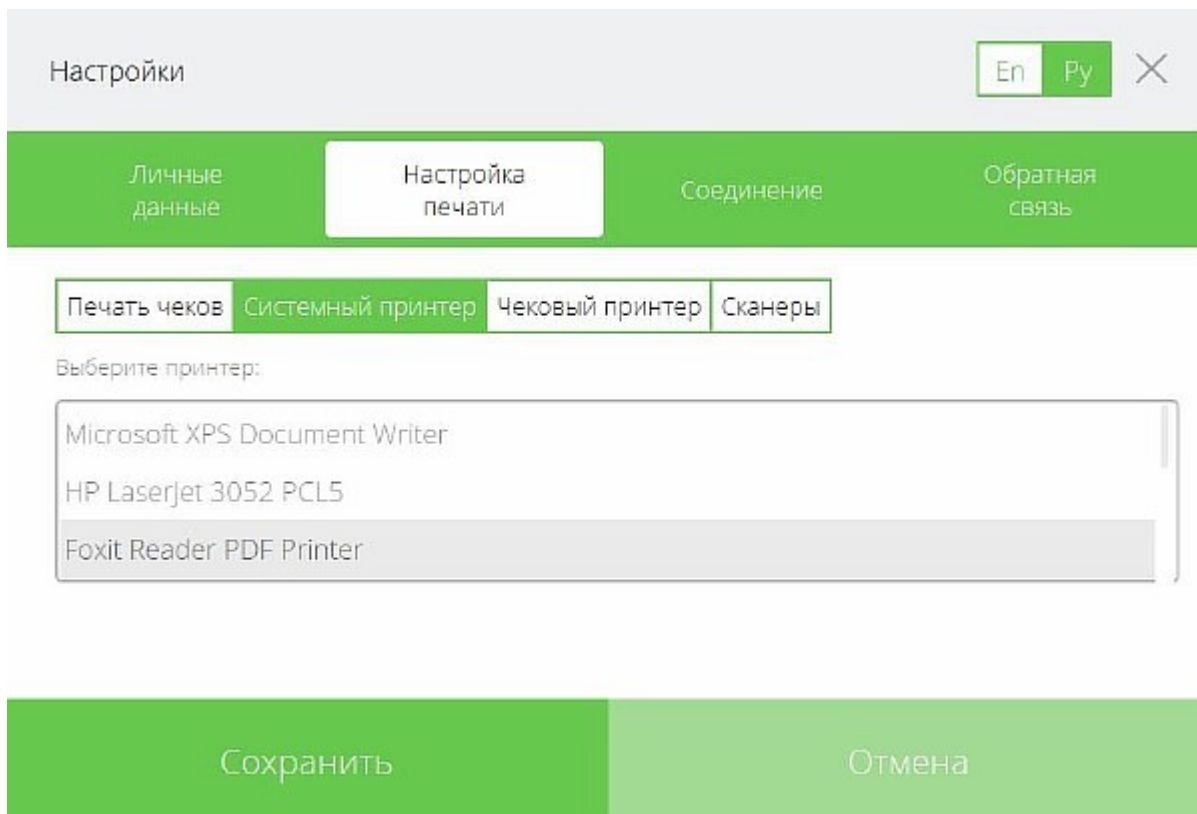 Настройки
En Ру
Личные
данные
Настройка
печати
Соединение
Обратная
связь
Печать чеков Системный принтер Чековый принтер Сканеры
Выберите принтер:
Microsoft XPS Document Writer
HP LaserJet 3052 PCL5
Foxit Reader PDF Printer
Сохранить
Отмена